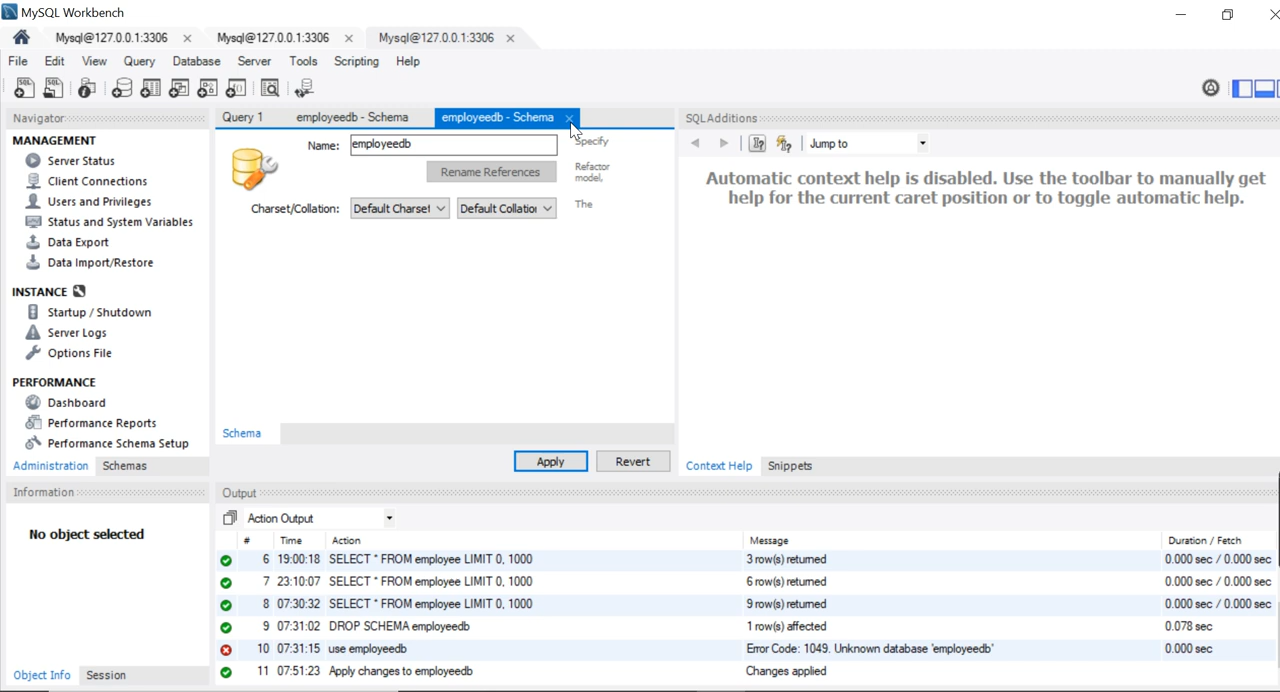 MySQL Workbench
Mysql@127.0.0.1:3306 Mysql@127.0.0.1:3306 Mysql@127.0.0.1:3306
File Edit View Query Database Server Tools Scripting Help
Navigator
MANAGEMENT
Server Status
Client Connections
Users and Privileges
Status and System Variables
Data Export
Data Import/Restore
INSTANCE
Startup / Shutdown
Server Logs
Options File
PERFORMANCE
Dashboard
Performance Reports
Performance Schema Setup
Administration Schemas
Query 1 employeedb - Schema employeedb - Schema
Name: employeedb Specify
Rename References Refactor
model,
Charset/Collation: Default Charset Default Collation The
Schema
Apply Revert
SQLAdditions
Jump to
Automatic context help is disabled. Use the toolbar to manually get
help for the current caret position or to toggle automatic help.
Context Help Snippets
Information
No object selected
Object Info Session
Output
Action Output
# Time Action Message Duration / Fetch
6 19:00:18 SELECT * FROM employee LIMIT 0, 1000 3 row(s) returned 0.000 sec / 0.000 sec
7 23:10:07 SELECT * FROM employee LIMIT 0, 1000 6 row(s) returned 0.000 sec / 0.000 sec
8 07:30:32 SELECT * FROM employee LIMIT 0, 1000 9 row(s) returned 0.000 sec / 0.000 sec
9 07:31:02 DROP SCHEMA employeedb 1 row(s) affected 0.078 sec
10 07:31:15 use employeedb Error Code: 1049. Unknown database 'employeedb' 0.000 sec
11 07:51:23 Apply changes to employeedb Changes applied